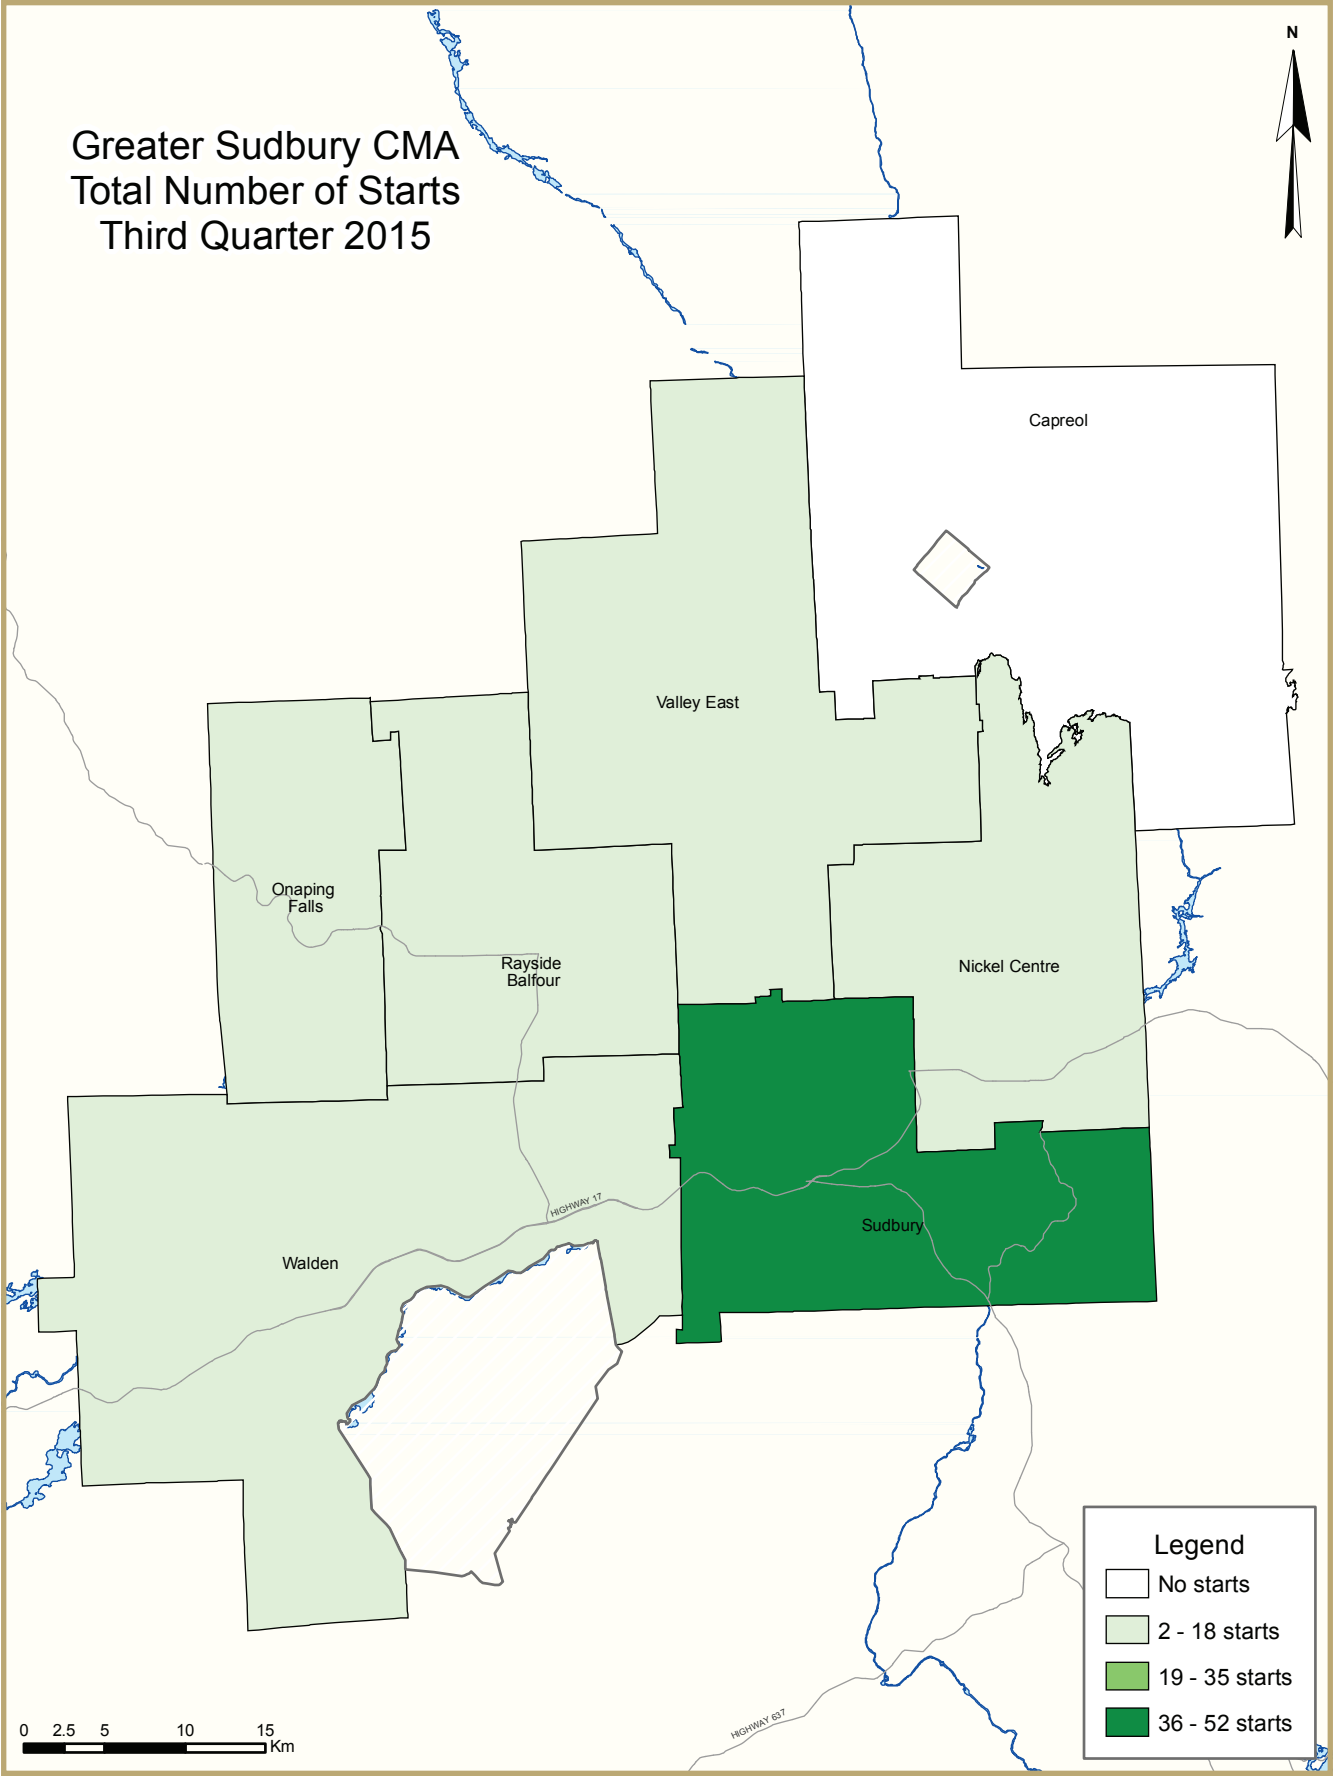 N
Greater Sudbury CMA
Total Number of Starts
Third Quarter 2015
Capreol
Valley East
Onaping
Falls
Rayside
Balfour
Nickel Centre
HIGHWAY 17
Sudbury
Walden
Legend
No starts
2 - 18 starts
19 - 35 starts
36 - 52 starts
HIGHWAY 637
0 2.5 5 10 15
Km